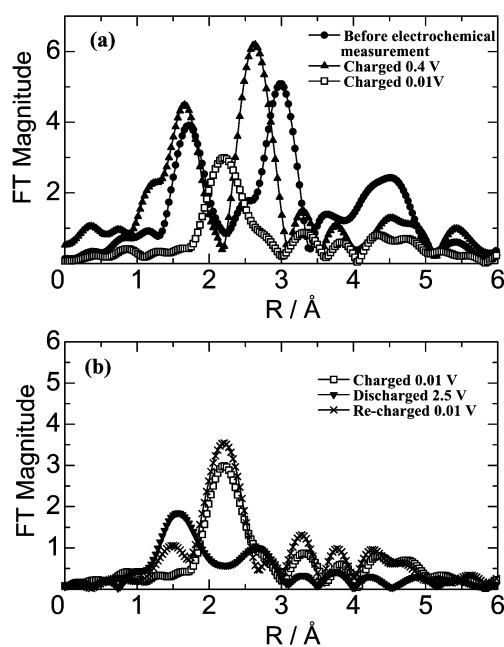 (a)
Before electrochemical
measurement
Charged 0.4 V
Charged 0.01V
6
4
2
0 1 2 3 4 5 6
FT Magnitude
R / Å
(b)
Charged 0.01 V
Discharged 2.5 V
Re-charged 0.01 V
6
5
4
3
2
1
0 1 2 3 4 5 6
FT Magnitude
R / Å